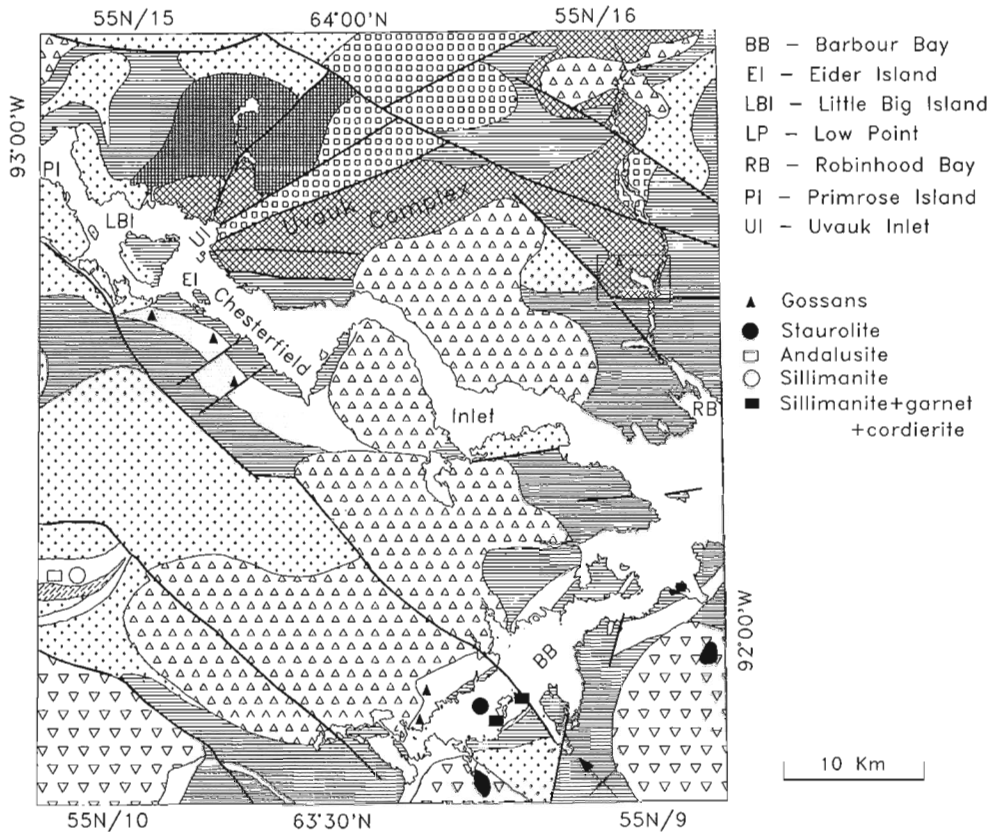 55N/15
64°00'N
55N/16
93°00'W
PI
LBI
UI
EI
Uvauk Complex
Chesterfield
Inlet
RB
BB
92°00'W
55N/10
63°30'N
55N/9
BB – Barbour Bay
EI – Eider Island
LBI – Little Big Island
LP – Low Point
RB – Robinhood Bay
PI – Primrose Island
UI – Uvauk Inlet
Gossans
Staurolite
Andalusite
Sillimanite
Sillimanite+garnet
+cordierite
10 Km